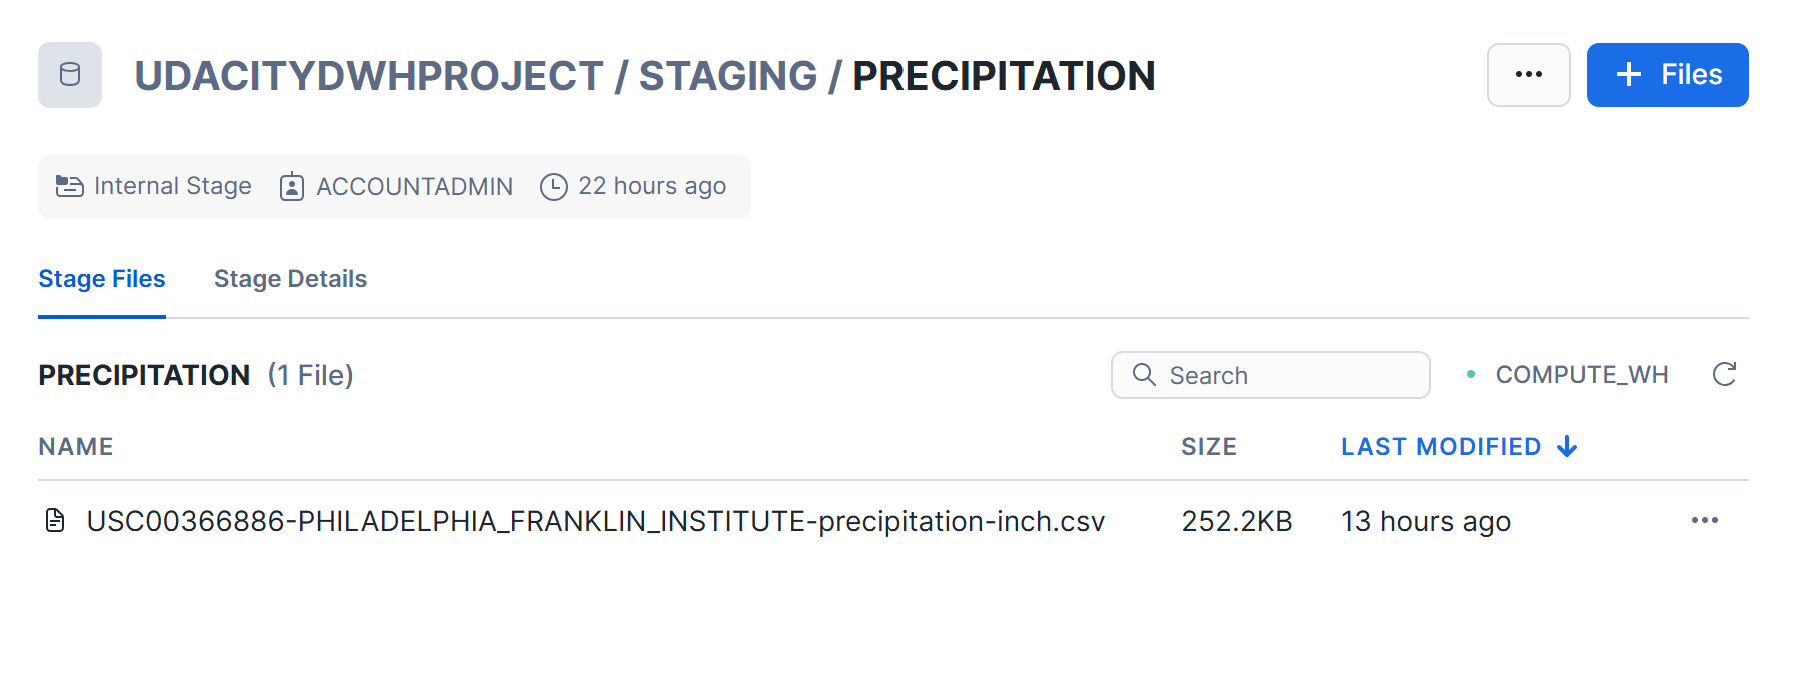 UDACITYDWHPROJECT / STAGING / PRECIPITATION
... + Files
Internal Stage ACCOUNTADMIN 22 hours ago
Stage Files Stage Details
PRECIPITATION (1 File) Search COMPUTE_WH
NAME SIZE LAST MODIFIED ↓
USC00366886-PHILADELPHIA_FRANKLIN_INSTITUTE-precipitation-inch.csv 252.2KB 13 hours ago ...